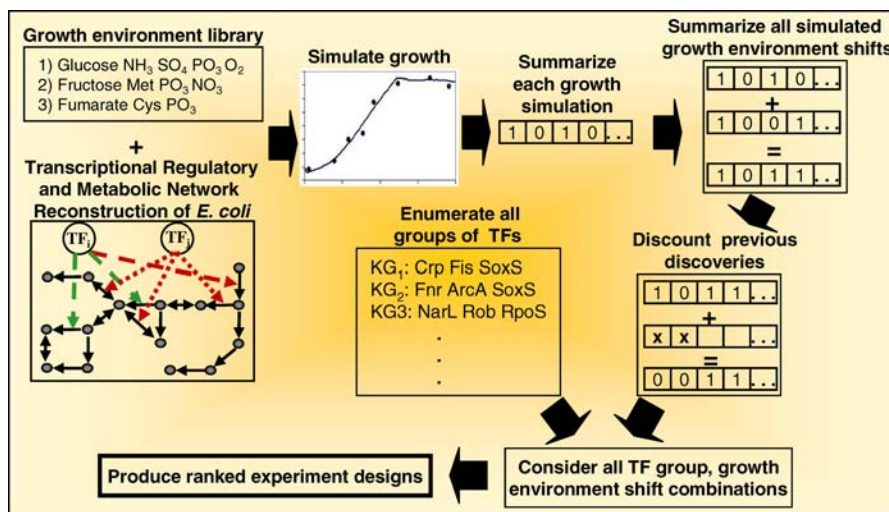 Growth environment library
1) Glucose NH3 SO4 PO3 O2
2) Fructose Met PO3 NO3
3) Fumarate Cys PO3
+
Transcriptional Regulatory
and Metabolic Network
Reconstruction of E. coli
TFi TFj
Simulate growth
Summarize
each growth
simulation
1 0 1 0 ...
Summarize all simulated
growth environment shifts
1 0 1 0 ...
+
1 0 0 1 ...
=
1 0 1 1 ...
Enumerate all
groups of TFs
KG1: Crp Fis SoxS
KG2: Fnr ArcA SoxS
KG3: NarL Rob RpoS
.
.
.
Discount previous
discoveries
1 0 1 1 ...
+
x x ...
=
0 0 1 1 ...
Consider all TF group, growth
environment shift combinations
Produce ranked experiment designs